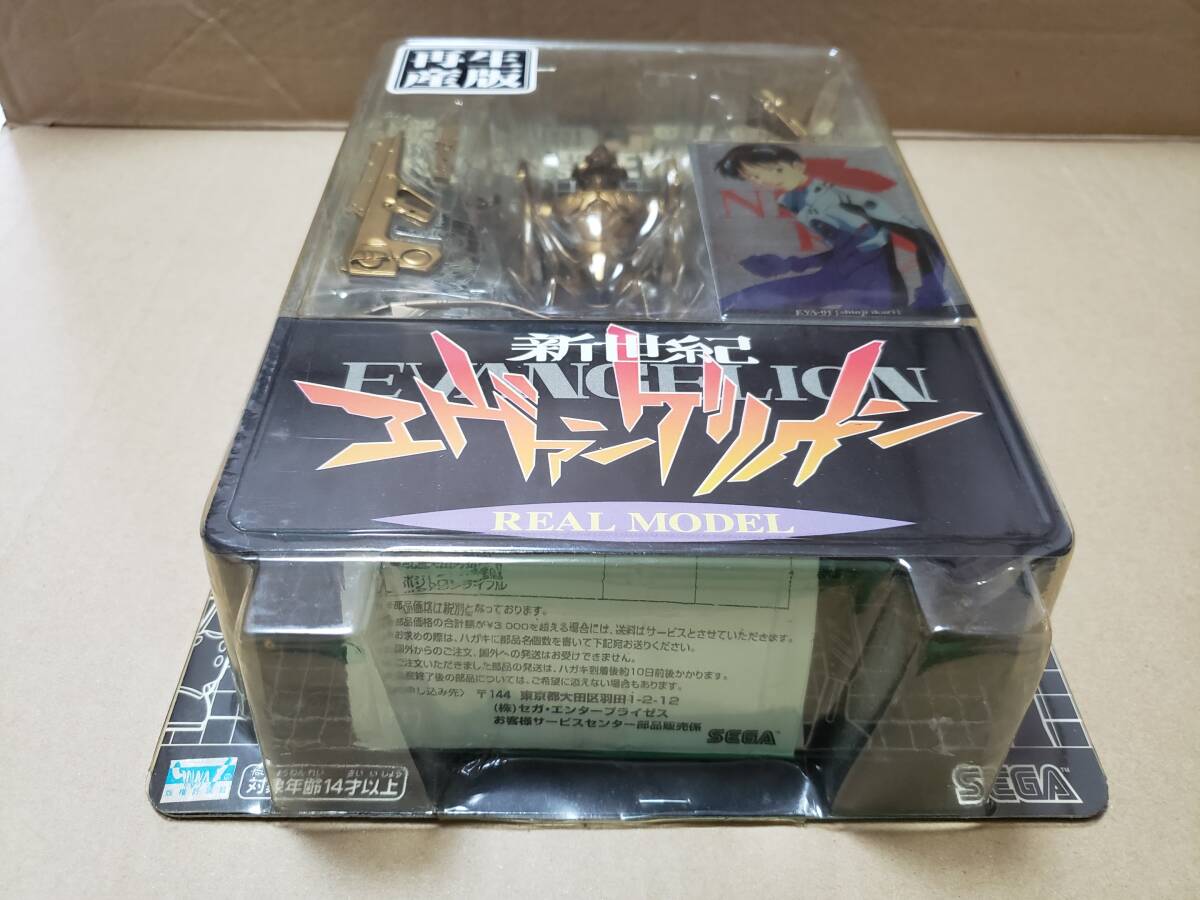 再生
産版
EVA-01 shinji ikari
新世紀
EVANGELION
エヴァンゲリオン
REAL MODEL
ポジトロンライフル
※部品価格は税別となっております。
部品価格の合計額が¥3,000を超える場合には、送料はサービスとさせていただきます。
お求めの際は、ハガキに部品名個数を書いて下記宛お送りください。
国外からのご注文、国外への発送はお受けできません。
ご注文いただきました部品の発送は、ハガキ到着後約10日前後かかります。
終了後の部品については、ご希望に添えない場合もあります。
申し込み先〉 〒144 東京都大田区羽田1-2-12
(株)セガ・エンタープライゼス
お客様サービスセンター部品販売係
SEGA
対象年齢14才以上
SEGA™